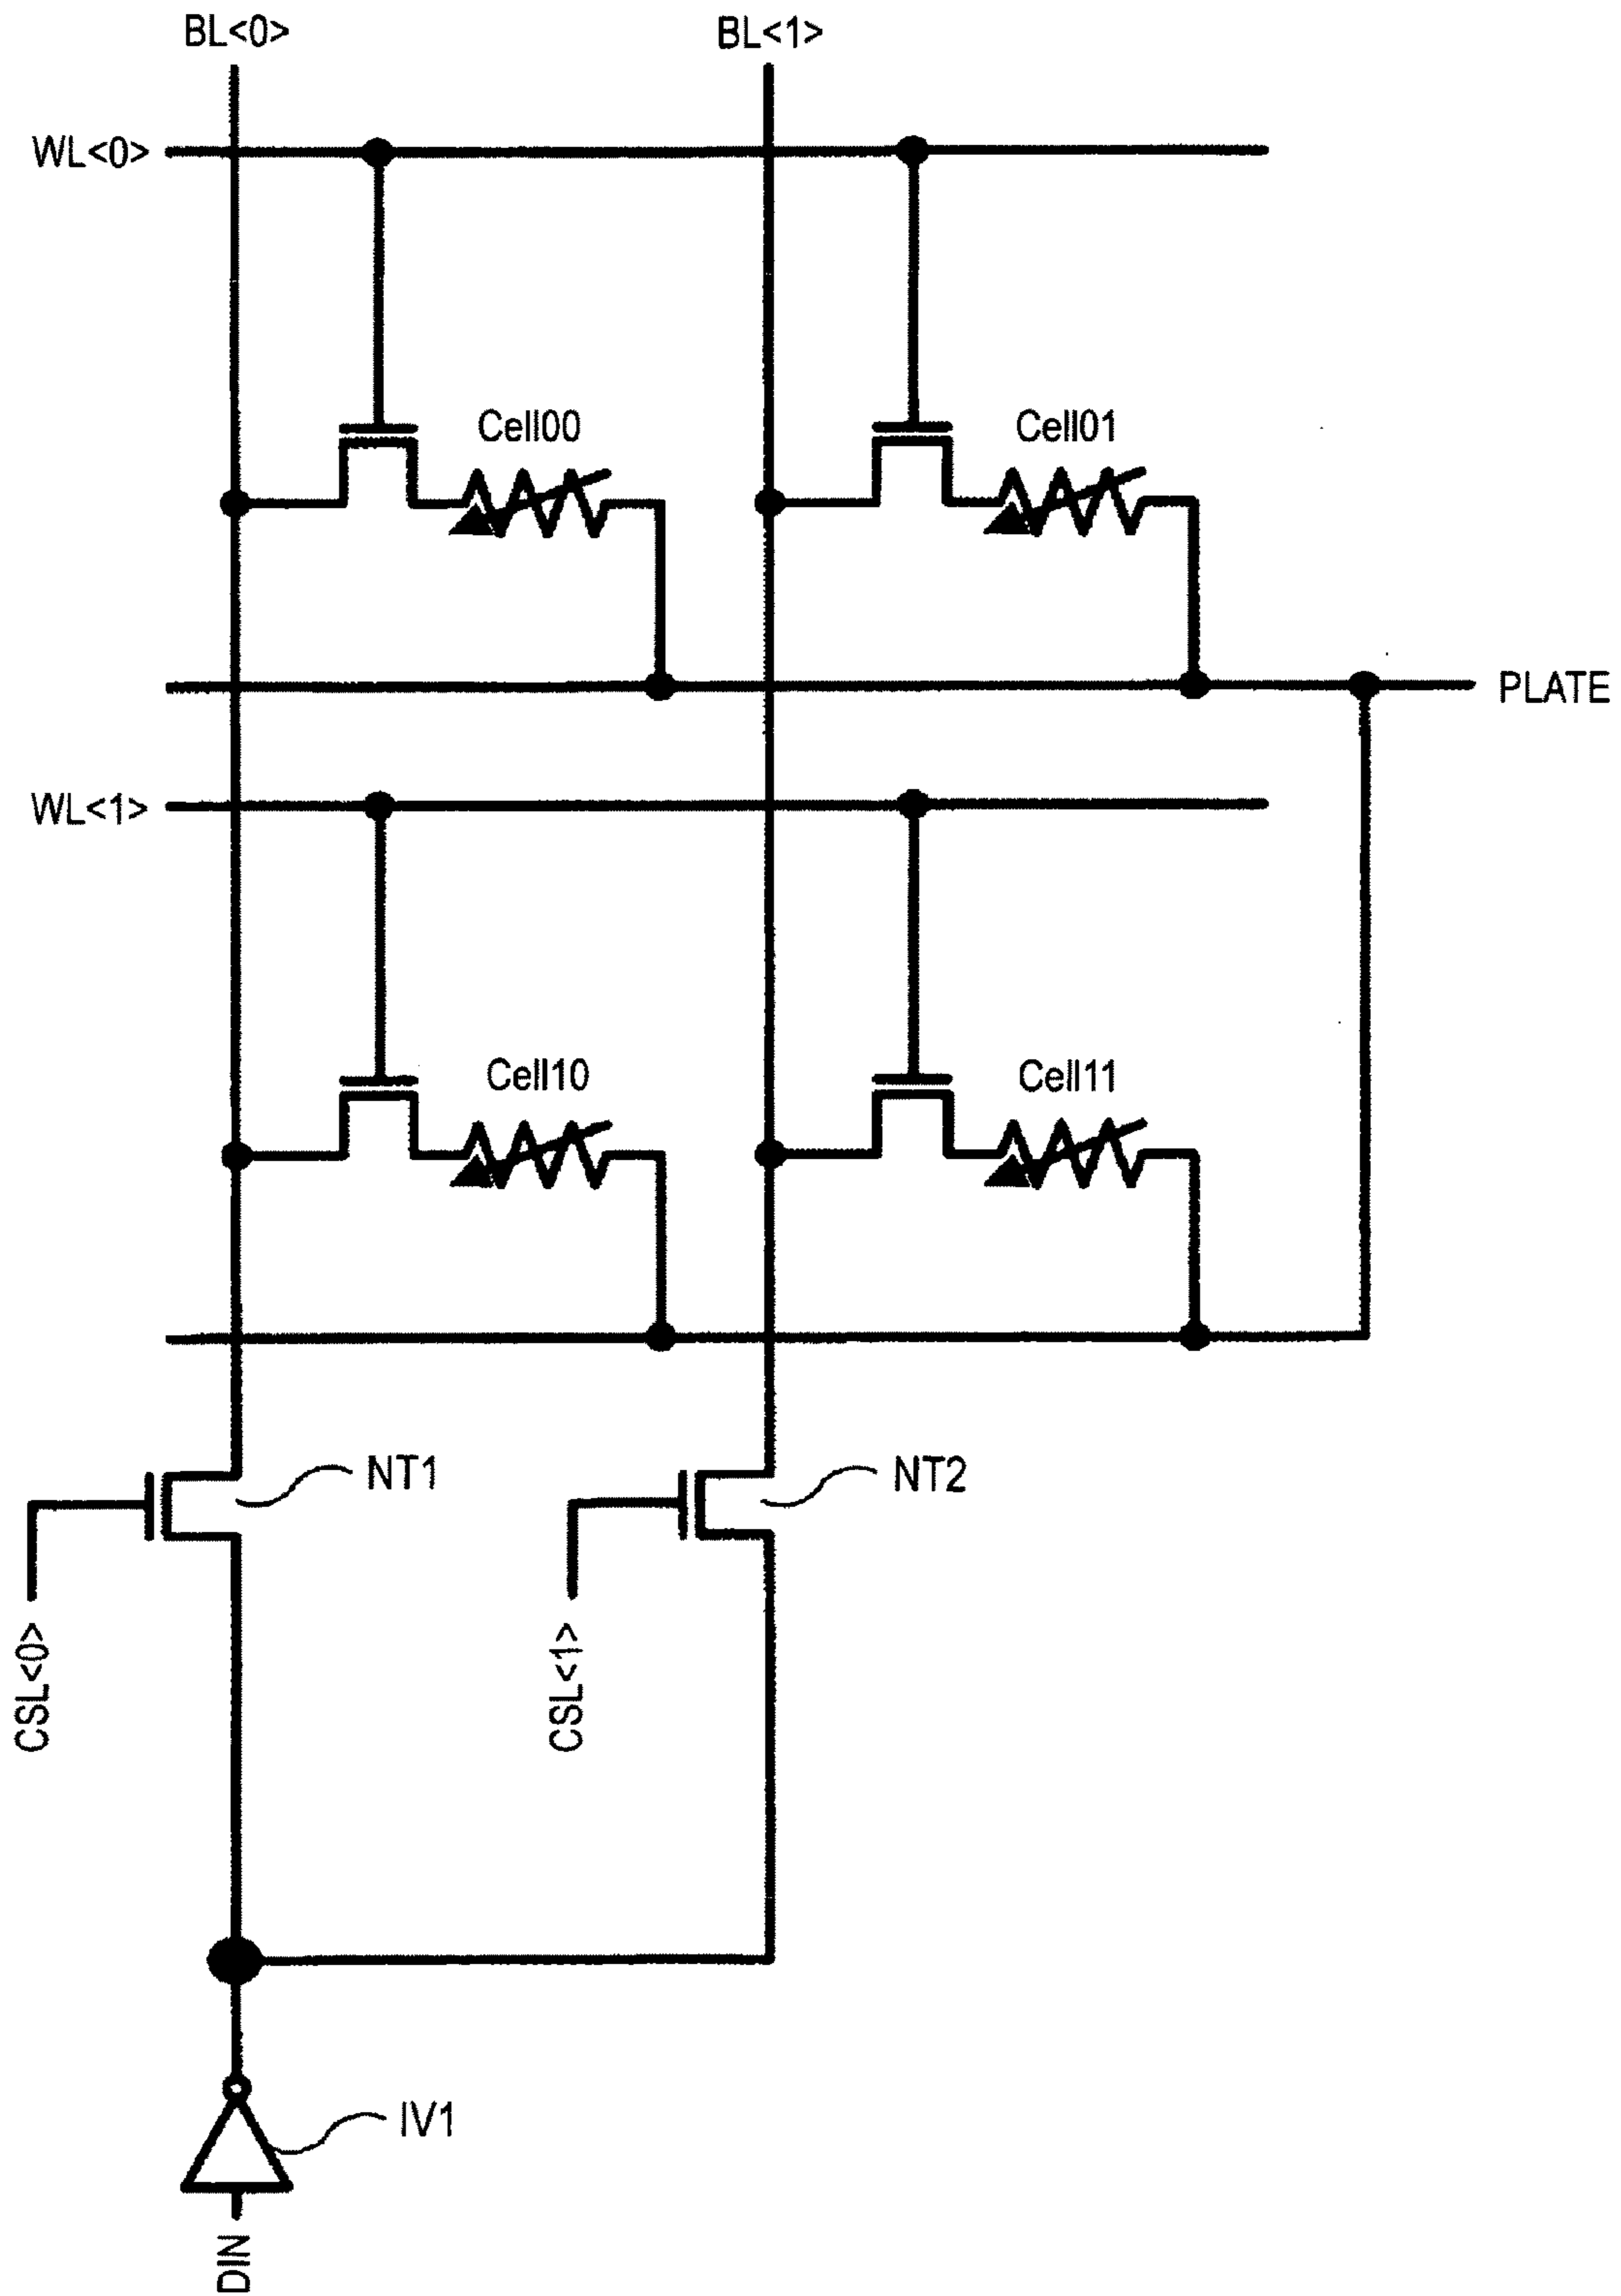 BL<0>
BL<1>
WL<0>
Cell00
Cell01
PLATE
WL<1>
Cell10
Cell11
NT1
NT2
CSL<0>
CSL<1>
IV1
DIN